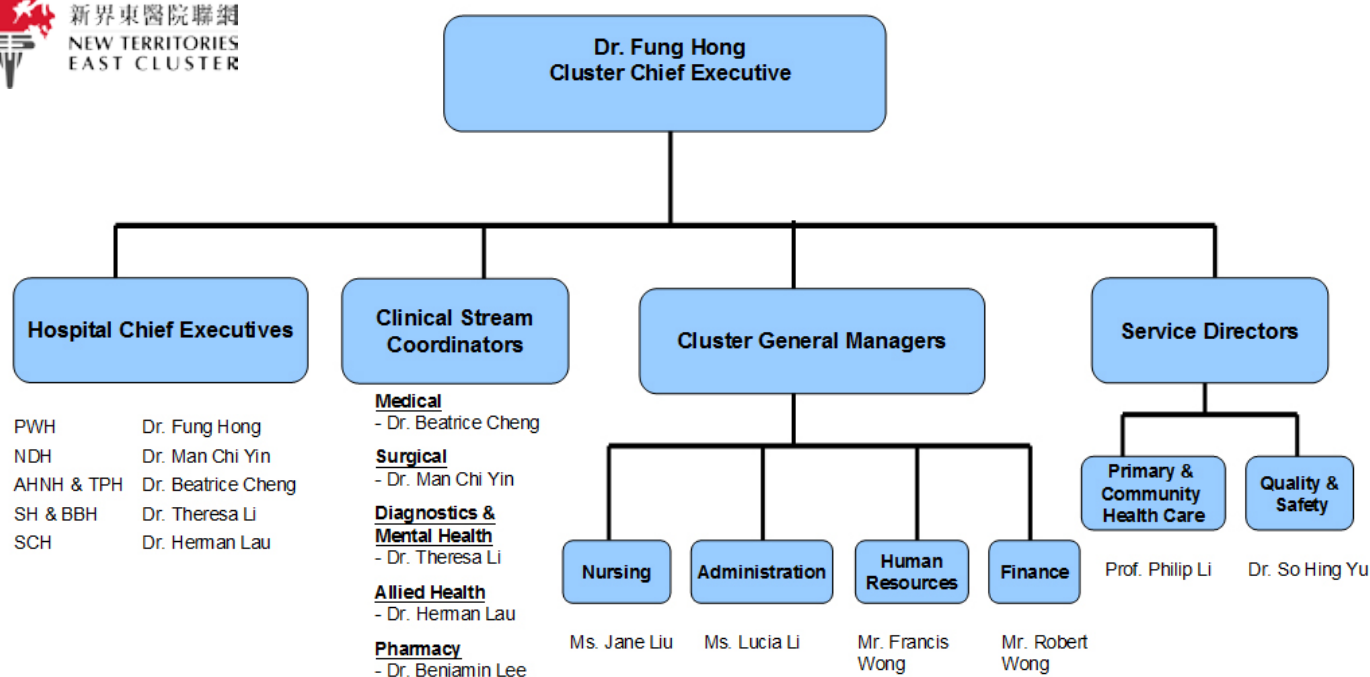 新界東醫院聯網
NEW TERRITORIES
EAST CLUSTER
Dr. Fung Hong
Cluster Chief Executive
Hospital Chief Executives
PWH Dr. Fung Hong
NDH Dr. Man Chi Yin
AHNH & TPH Dr. Beatrice Cheng
SH & BBH Dr. Theresa Li
SCH Dr. Herman Lau
Clinical Stream
Coordinators
Medical
- Dr. Beatrice Cheng
Surgical
- Dr. Man Chi Yin
Diagnostics &
Mental Health
- Dr. Theresa Li
Allied Health
- Dr. Herman Lau
Pharmacy
- Dr. Benjamin Lee
Cluster General Managers
Nursing
Ms. Jane Liu
Administration
Ms. Lucia Li
Human
Resources
Mr. Francis
Wong
Finance
Mr. Robert
Wong
Service Directors
Primary &
Community
Health Care
Prof. Philip Li
Quality &
Safety
Dr. So Hing Yu